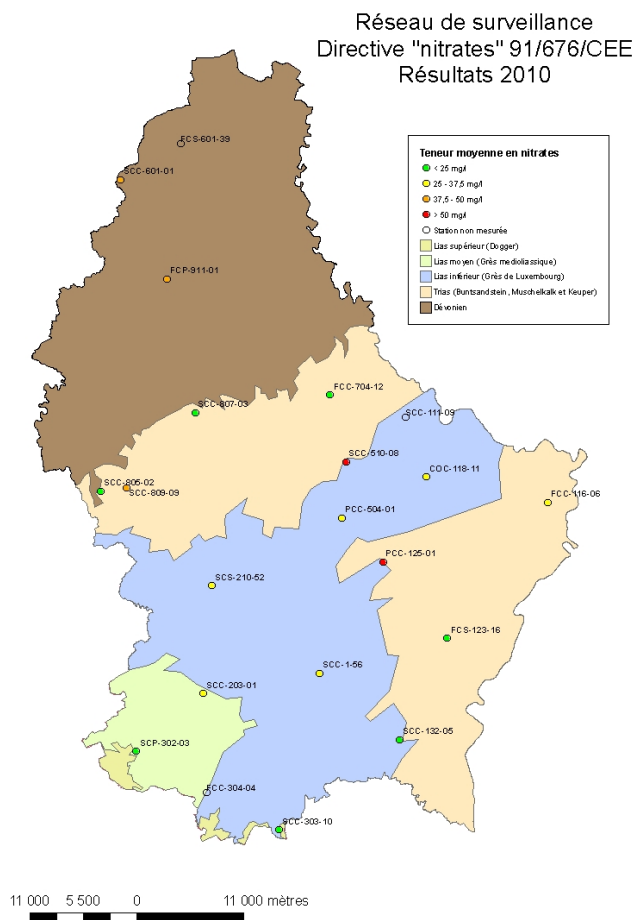 Réseau de surveillance
Directive "nitrates" 91/676/CEE
Résultats 2010
Teneur moyenne en nitrates
< 25 mg/l
25 - 37,5 mg/l
37,5 - 50 mg/l
> 50 mg/l
Station non mesurée
Lias supérieur (Dogger)
Lias moyen (Grès medioliassique)
Lias inférieur (Grès de Luxembourg)
Trias (Buntsandstein, Muschelkalk et Keuper)
Dévonien
FCS-601-39
SCC-601-01
FCP-911-01
FCC-704-12
SCC-807-03
SCC-111-09
SCC-510-08
COC-118-11
SCC-805-02
SCC-809-09
FCC-116-06
PCC-504-01
PCC-125-01
SCS-210-52
FCS-123-16
SCC-1-56
SCC-203-01
SCC-132-05
SCP-302-03
FCC-304-04
SCC-303-10
11 000 5 500 0 11 000 mètres